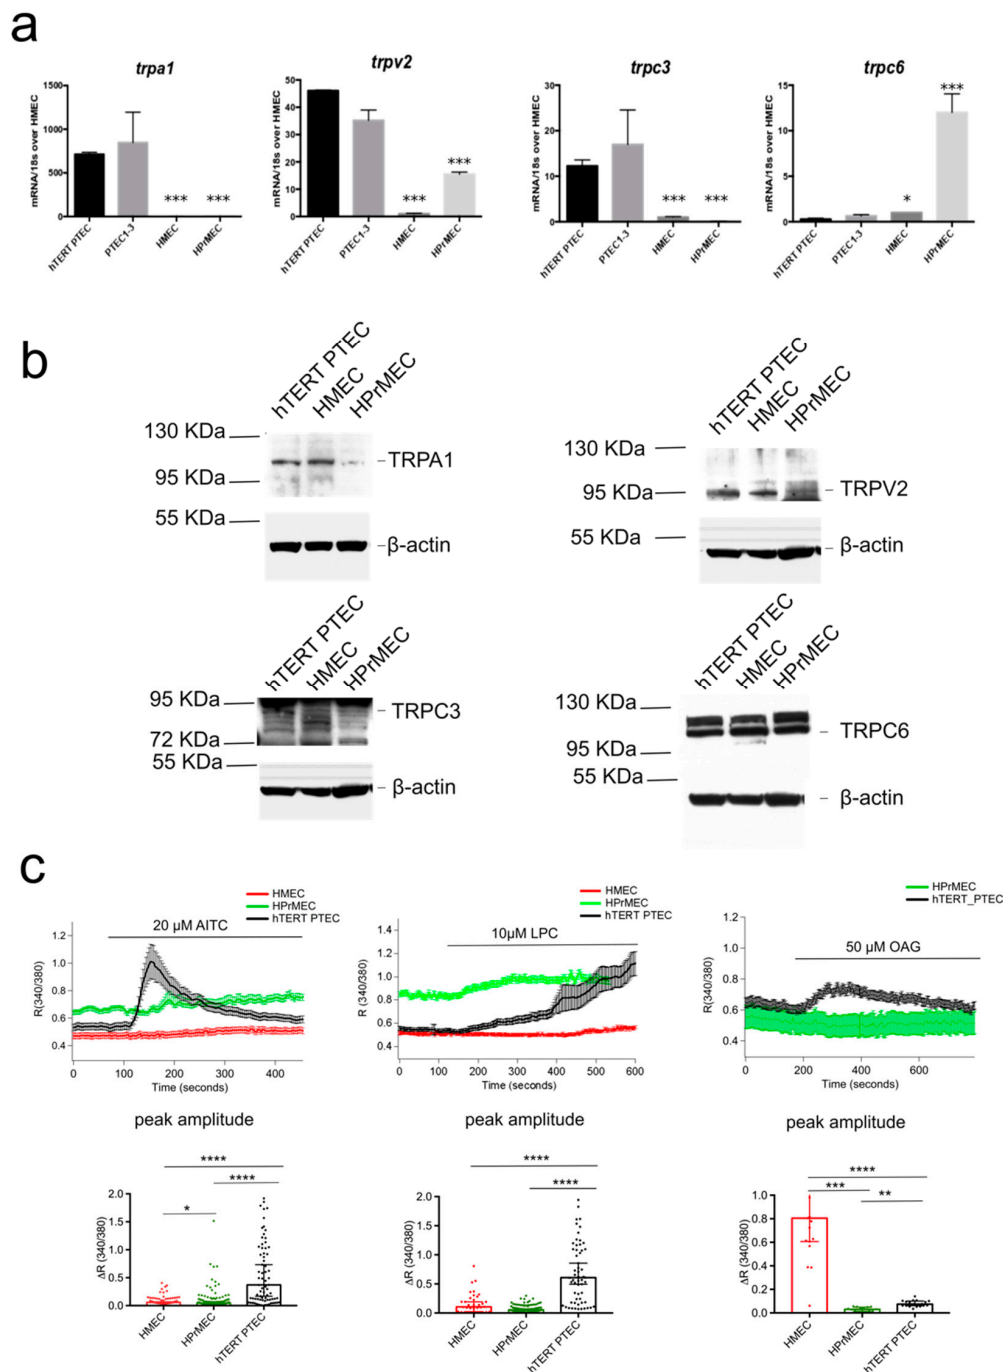 a
trpa1
trpv2
trpc3
trpc6
mRNA/18s over HMEC
1500
1000
500
0
hTERT PTEC
PTEC1-3
HMEC
HPrMEC
***
***
mRNA/18s over HMEC
50
40
30
20
10
0
hTERT PTEC
PTEC1-3
HMEC
HPrMEC
***
***
mRNA/18s over HMEC
30
20
10
0
hTERT PTEC
PTEC1-3
HMEC
HPrMEC
***
***
mRNA/18s over HMEC
15
10
5
0
hTERT PTEC
PTEC1-3
HMEC
HPrMEC
*
***
b
hTERT PTEC
HMEC
HPrMEC
130 KDa
95 KDa
55 KDa
TRPA1
β-actin
hTERT PTEC
HMEC
HPrMEC
130 KDa
95 KDa
55 KDa
TRPV2
β-actin
hTERT PTEC
HMEC
HPrMEC
95 KDa
72 KDa
55 KDa
TRPC3
β-actin
hTERT PTEC
HMEC
HPrMEC
130 KDa
95 KDa
55 KDa
TRPC6
β-actin
c
HMEC
HPrMEC
hTERT PTEC
20 µM AITC
R(340/380)
1.2
1.0
0.8
0.6
0.4
0 100 200 300 400
Time (seconds)
HMEC
HPrMEC
hTERT PTEC
10µM LPC
R(340/380)
1.4
1.2
1.0
0.8
0.6
0.4
0 100 200 300 400 500 600
Time (seconds)
HPrMEC
hTERT_PTEC
50 µM OAG
R(340/380)
1.2
1.0
0.8
0.6
0.4
0 200 400 600
Time (seconds)
peak amplitude
peak amplitude
peak amplitude
****
****
*
ΔR (340/380)
2.0
1.5
1.0
0.5
0.0
HMEC
HPrMEC
hTERT PTEC
****
****
ΔR (340/380)
2.0
1.5
1.0
0.5
0.0
HMEC
HPrMEC
hTERT PTEC
****
***
**
ΔR (340/380)
1.0
0.8
0.6
0.4
0.2
0.0
HMEC
HPrMEC
hTERT PTEC